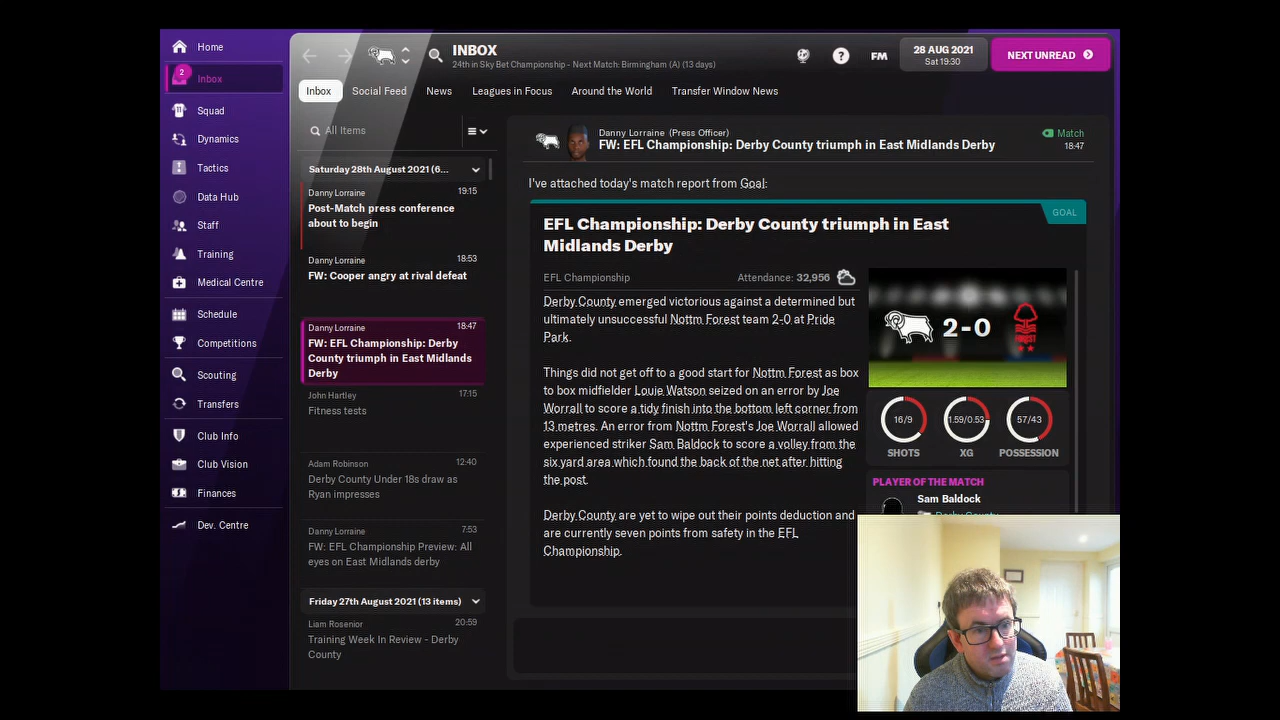 Home
2
Inbox
Squad
Dynamics
Tactics
Data Hub
Staff
Training
Medical Centre
Schedule
Competitions
Scouting
Transfers
Club Info
Club Vision
Finances
Dev. Centre
INBOX
24th in Sky Bet Championship - Next Match: Birmingham (A) (13 days)
?
FM
28 AUG 2021
Sat 19:30
NEXT UNREAD
Inbox
Social Feed
News
Leagues in Focus
Around the World
Transfer Window News
All Items
Saturday 28th August 2021 (6...
Danny Lorraine 19:15
Post-Match press conference
about to begin
Danny Lorraine 18:53
FW: Cooper angry at rival defeat
Danny Lorraine 18:47
FW: EFL Championship: Derby
County triumph in East Midlands
Derby
John Hartley 17:15
Fitness tests
Adam Robinson 12:40
Derby County Under 18s draw as
Ryan impresses
Danny Lorraine 7:53
FW: EFL Championship Preview: All
eyes on East Midlands derby
Friday 27th August 2021 (13 items)
Liam Rosenior 20:59
Training Week In Review - Derby
County
Danny Lorraine (Press Officer)
FW: EFL Championship: Derby County triumph in East Midlands Derby
Match
18:47
I've attached today's match report from Goal:
GOAL
EFL Championship: Derby County triumph in East
Midlands Derby
EFL Championship
Attendance: 32,956
Derby County emerged victorious against a determined but
ultimately unsuccessful Nottm Forest team 2-0 at Pride
Park.
Things did not get off to a good start for Nottm Forest as box
to box midfielder Louie Watson seized on an error by Joe
Worrall to score a tidy finish into the bottom left corner from
13 metres. An error from Nottm Forest's Joe Worrall allowed
experienced striker Sam Baldock to score a volley from the
six yard area which found the back of the net after hitting
the post.
Derby County are yet to wipe out their points deduction and
are currently seven points from safety in the EFL
Championship.
2-0
FOREST
16/9
1.59/0.53
57/43
SHOTS
XG
POSSESSION
PLAYER OF THE MATCH
Sam Baldock
Derby County